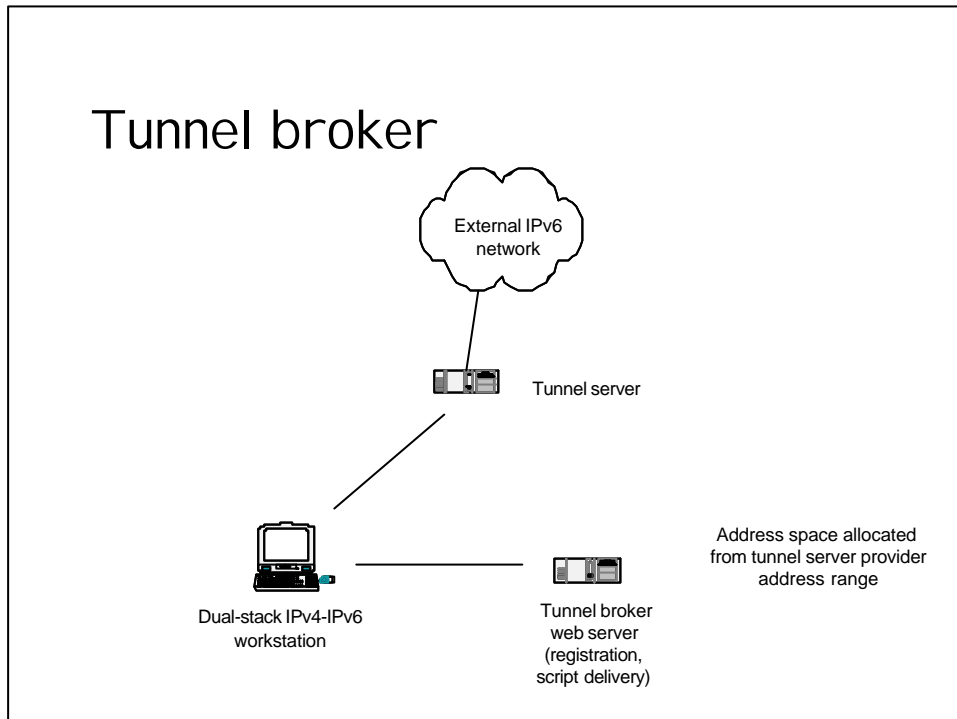 Tunnel broker
External IPv6
network
Tunnel server
Dual-stack IPv4-IPv6
workstation
Tunnel broker
web server
(registration,
script delivery)
Address space allocated
from tunnel server provider
address range